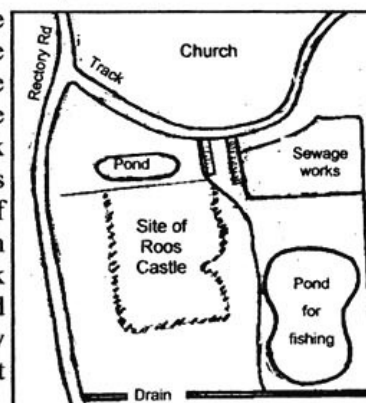 Church
Rectory Rd
Track
Pond
Sewage
works
Site of
Roos
Castle
Pond
for
fishing
Drain